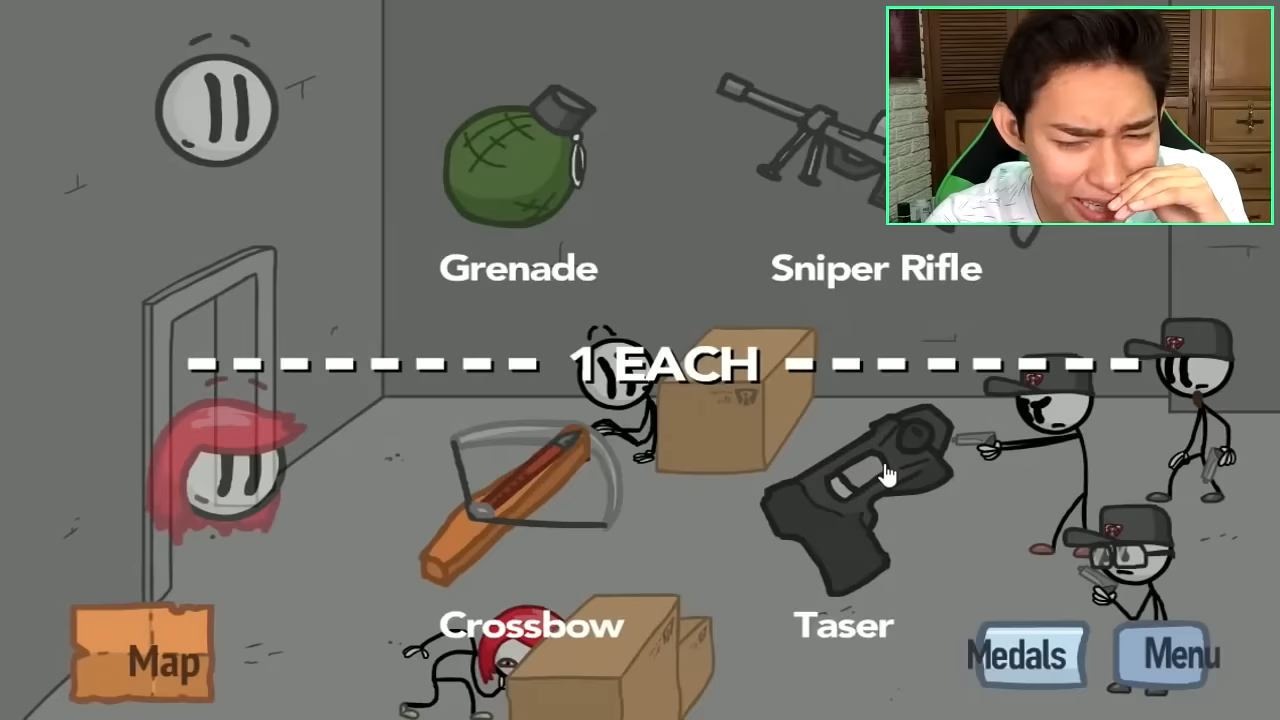 Grenade
Sniper Rifle
1 EACH
Crossbow
Taser
Map
Medals
Menu